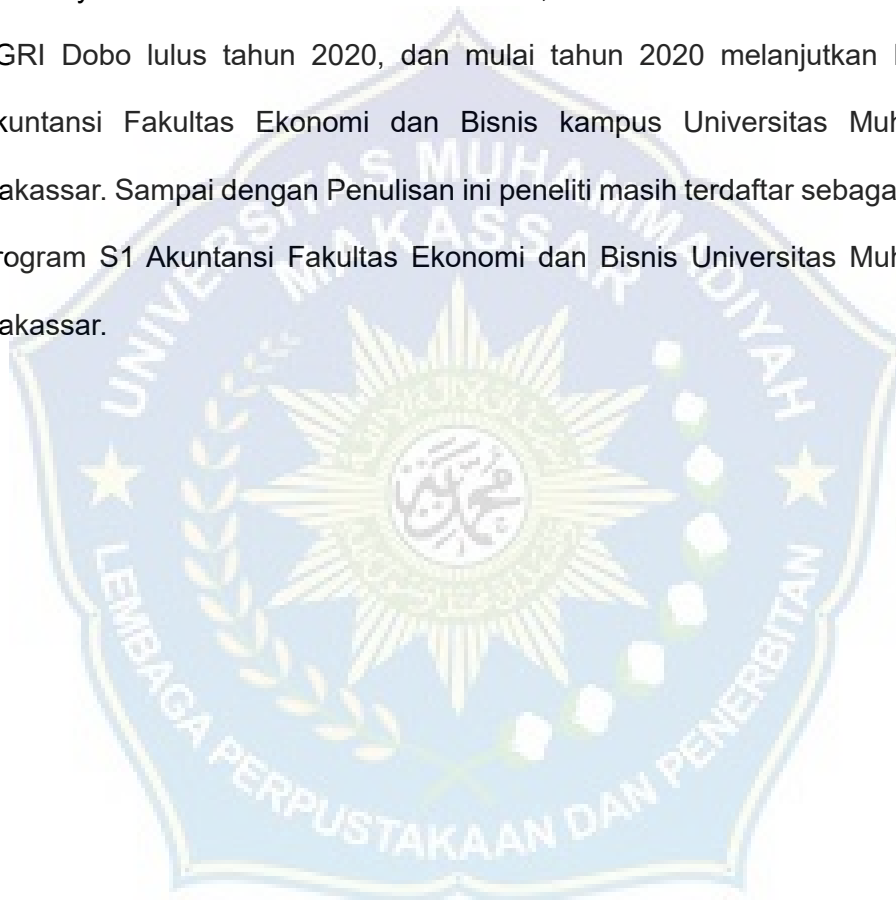 GRI Dobo lulus tahun 2020, dan mulai tahun 2020 melanjutkan
kuntansi Fakultas Ekonomi dan Bisnis kampus Universitas Muh
akassar. Sampai dengan Penulisan ini peneliti masih terdaftar sebaga
rogram S1 Akuntansi Fakultas Ekonomi dan Bisnis Universitas Muh
akassar.
UNIVERSITAS MUHAMMADIYAH
MAKASSAR
LEMBAGA PERPUSTAKAAN DAN PENERBITAN